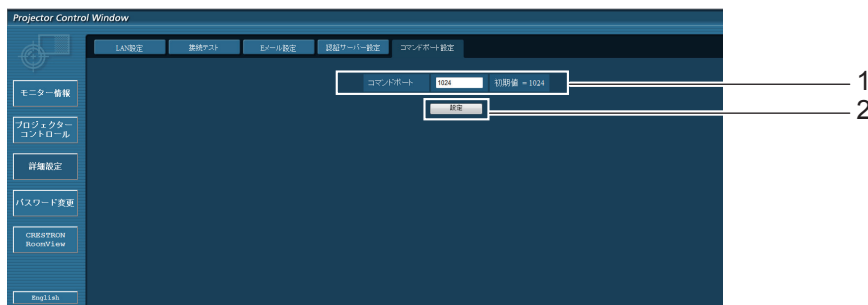 Projector Control Window
LAN設定
接続テスト
Eメール設定
認証サーバー設定
コマンドポート設定
コマンドポート 1024 初期値 = 1024
1
設定
2
モニター情報
プロジェクター
コントロール
詳細設定
パスワード変更
CRESTRON
RoomView
English